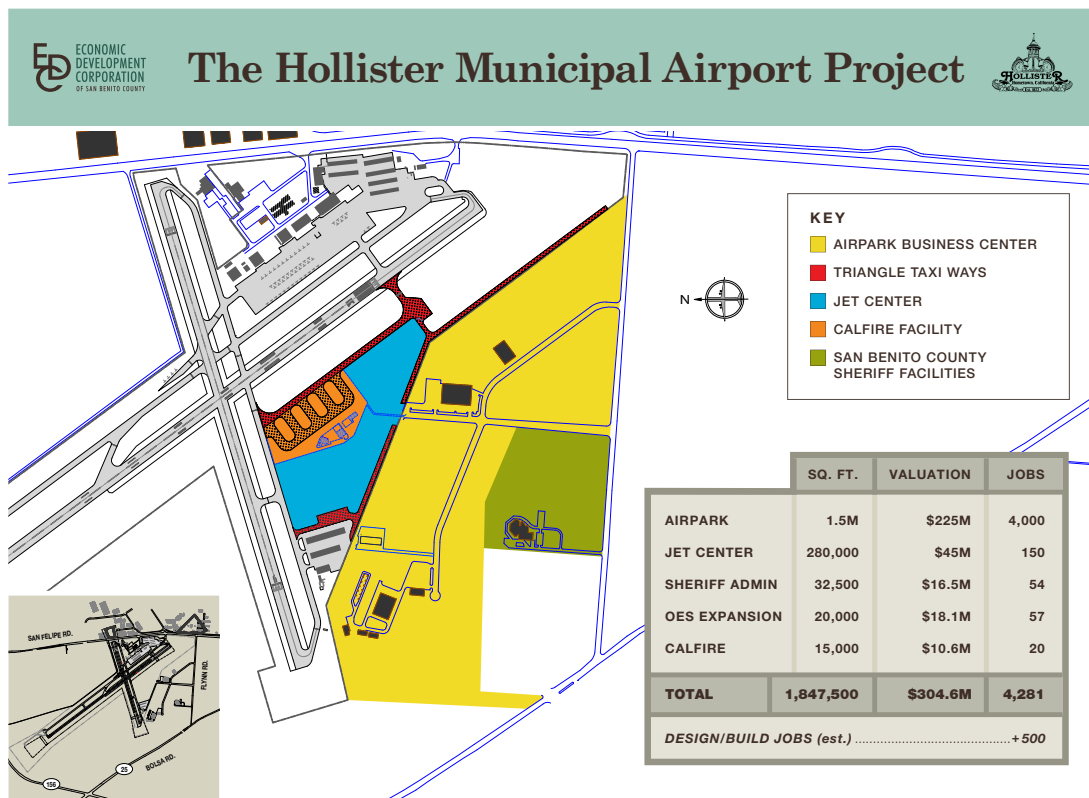 ECONOMIC
DEVELOPMENT
CORPORATION
OF SAN BENITO COUNTY
EDC
The Hollister Municipal Airport Project
HOLLISTER
KEY
AIRPARK BUSINESS CENTER
TRIANGLE TAXI WAYS
JET CENTER
CALFIRE FACILITY
SAN BENITO COUNTY
SHERIFF FACILITIES
N
SQ. FT. VALUATION JOBS
AIRPARK 1.5M $225M 4,000
JET CENTER 280,000 $45M 150
SHERIFF ADMIN 32,500 $16.5M 54
OES EXPANSION 20,000 $18.1M 57
CALFIRE 15,000 $10.6M 20
TOTAL 1,847,500 $304.6M 4,281
DESIGN/BUILD JOBS (est.) ........................................+500
SAN FELIPE RD.
FLYNN RD.
BOLSA RD.
25
156